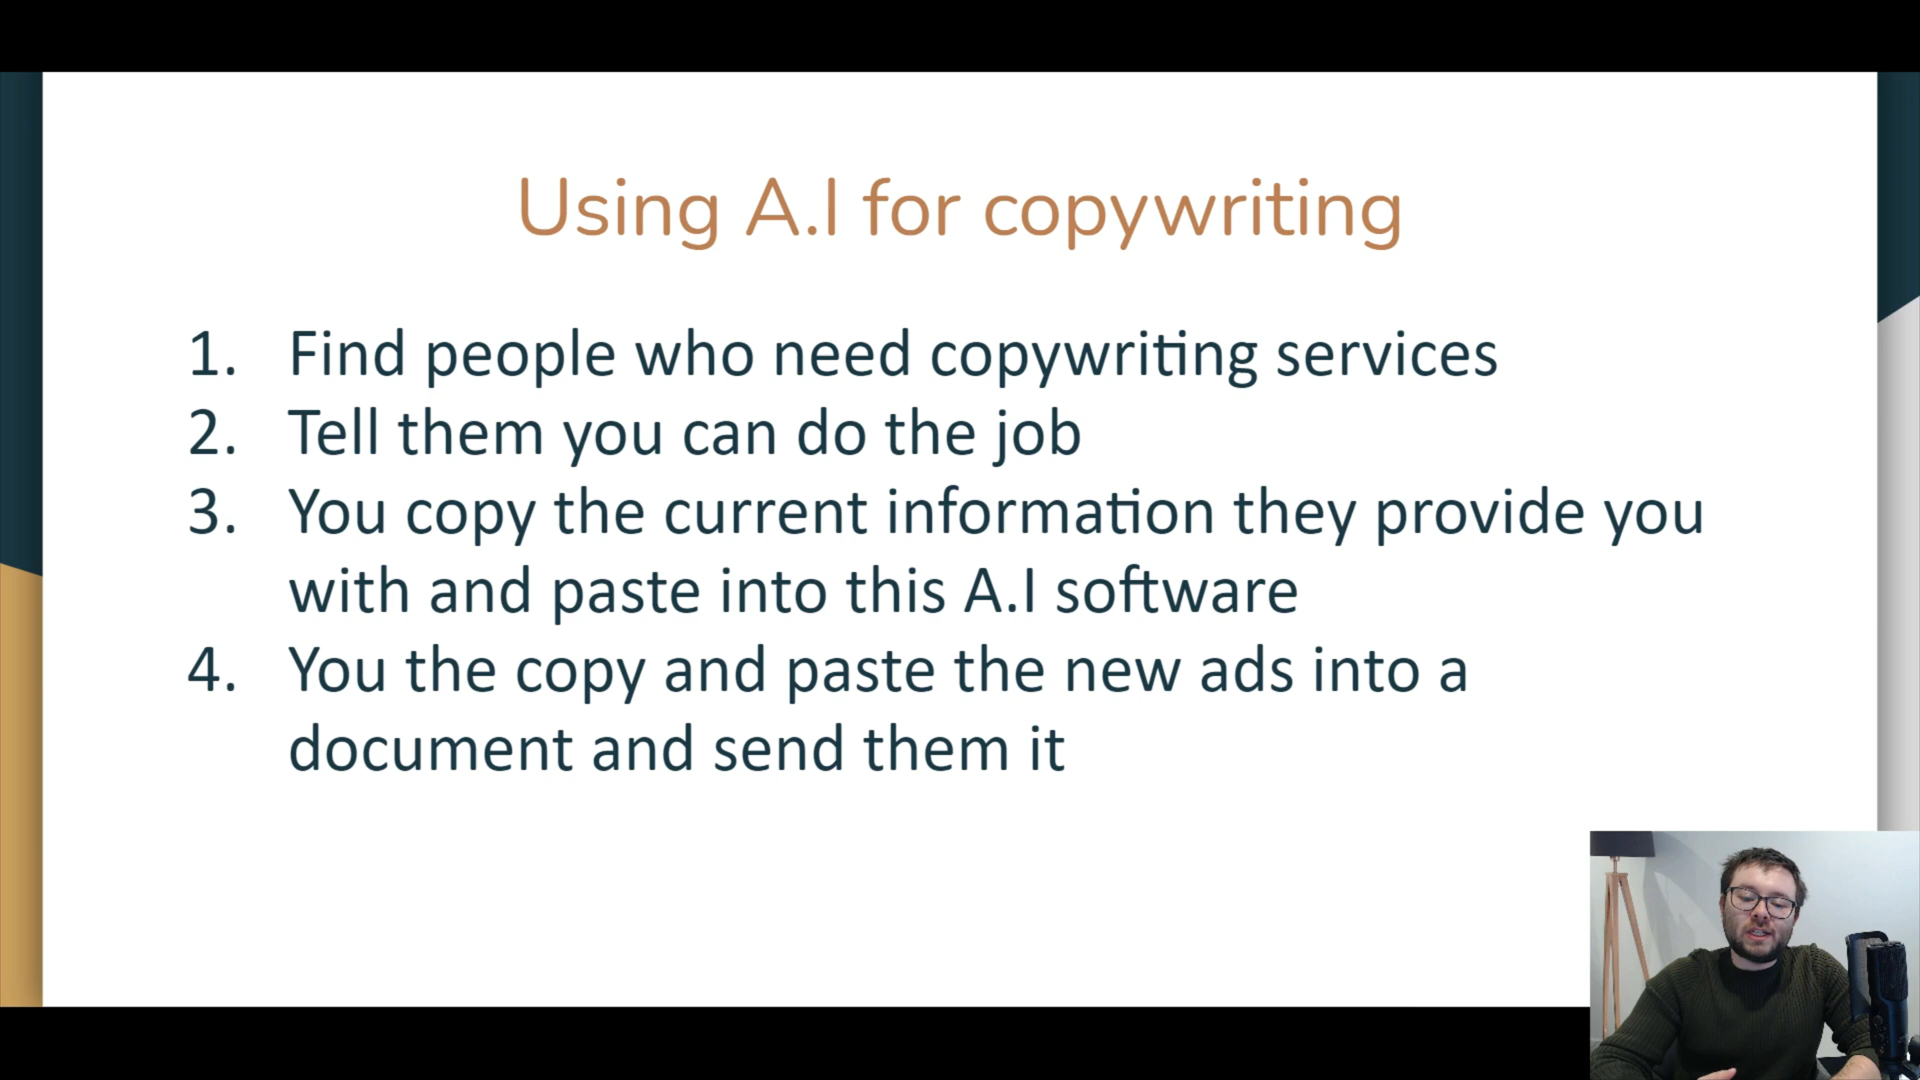 Using A.I for copywriting
1. Find people who need copywriting services
2. Tell them you can do the job
3. You copy the current information they provide you
with and paste into this A.I software
4. You the copy and paste the new ads into a
document and send them it